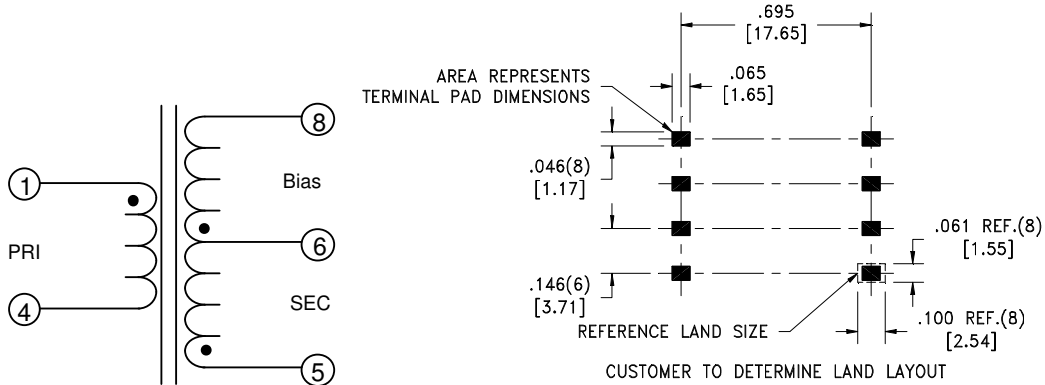 1
PRI
4
8
Bias
6
SEC
5
.695
[17.65]
AREA REPRESENTS
TERMINAL PAD DIMENSIONS
.065
[1.65]
.046(8)
[1.17]
.061 REF.(8)
[1.55]
.146(6)
[3.71]
REFERENCE LAND SIZE
.100 REF.(8)
[2.54]
CUSTOMER TO DETERMINE LAND LAYOUT